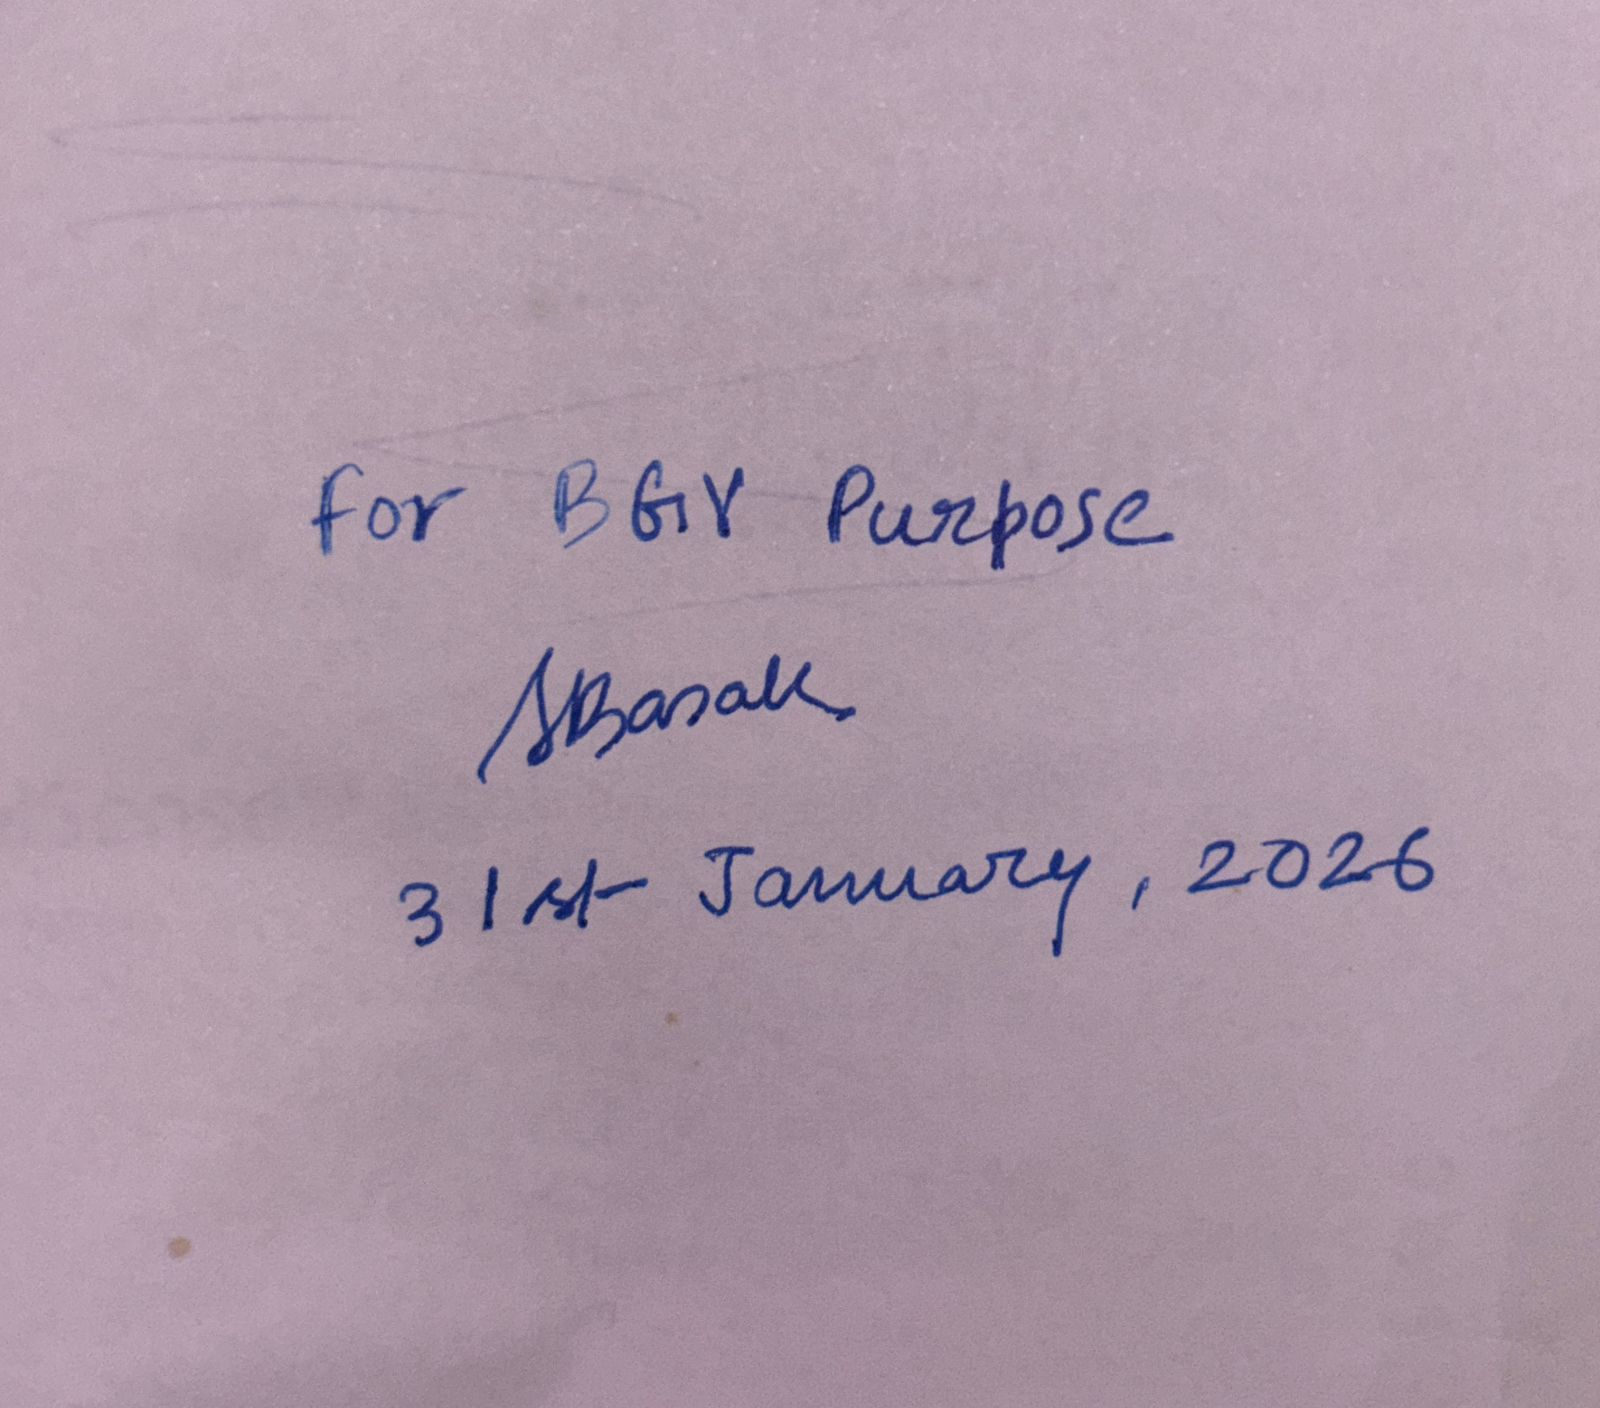 For BGV Purpose
SBasak
31st January, 2026